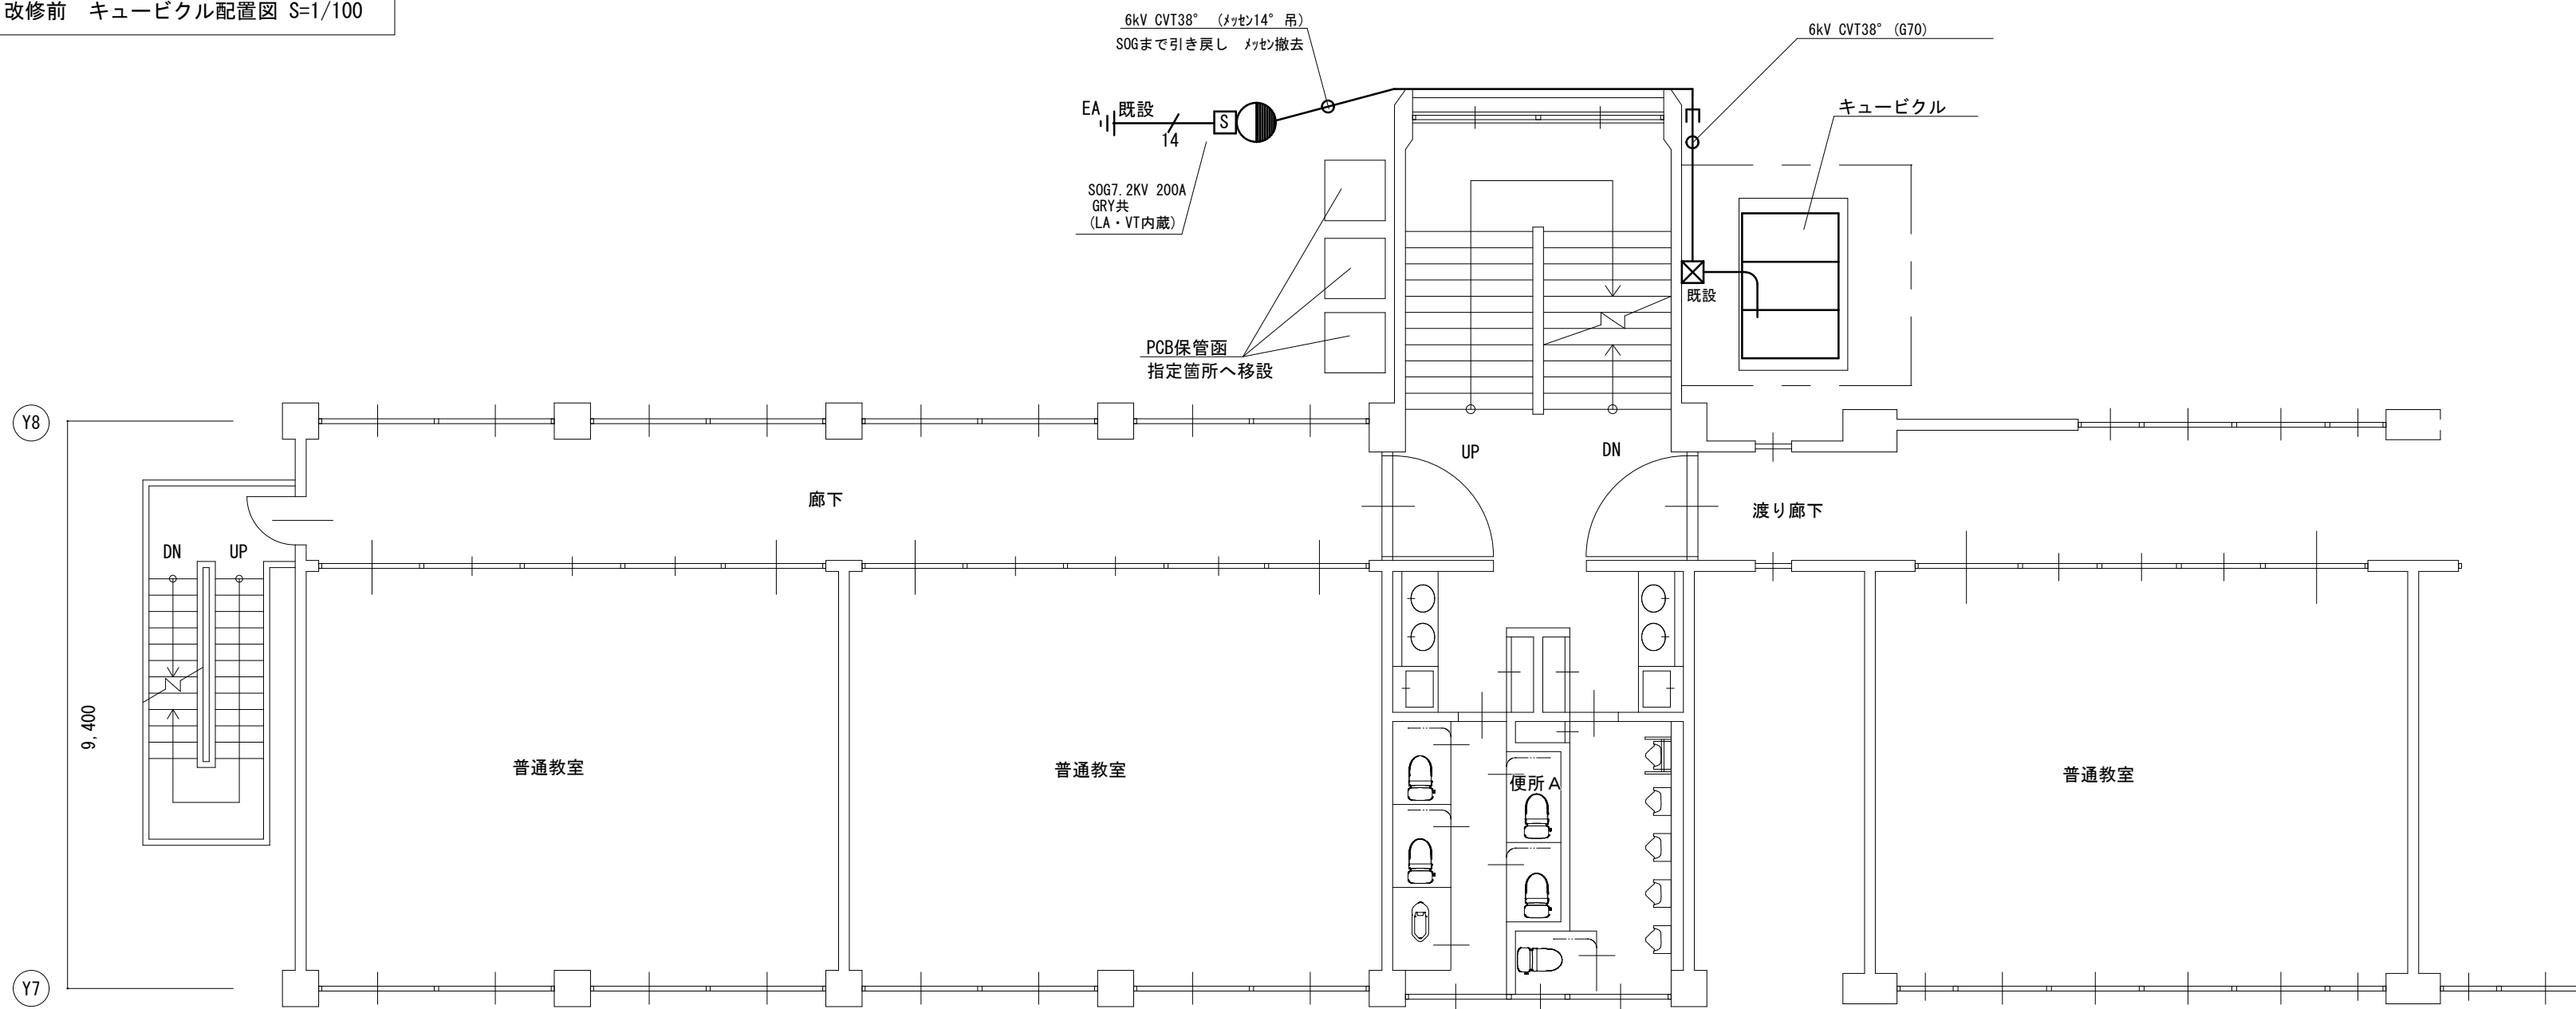 改修前　キュービクル配置図 S=1/100
6kV CVT38°（ﾒｯｾﾝ14°吊）
SOGまで引き戻し　ﾒｯｾﾝ撤去
6kV CVT38°(G70)
EA 既設
S
14
キュービクル
SOG7.2KV 200A
GRY共
(LA・VT内蔵)
既設
PCB保管函
指定箇所へ移設
Y8
UP
DN
廊下
渡り廊下
DN
UP
9,400
普通教室
普通教室
便所A
普通教室
Y7